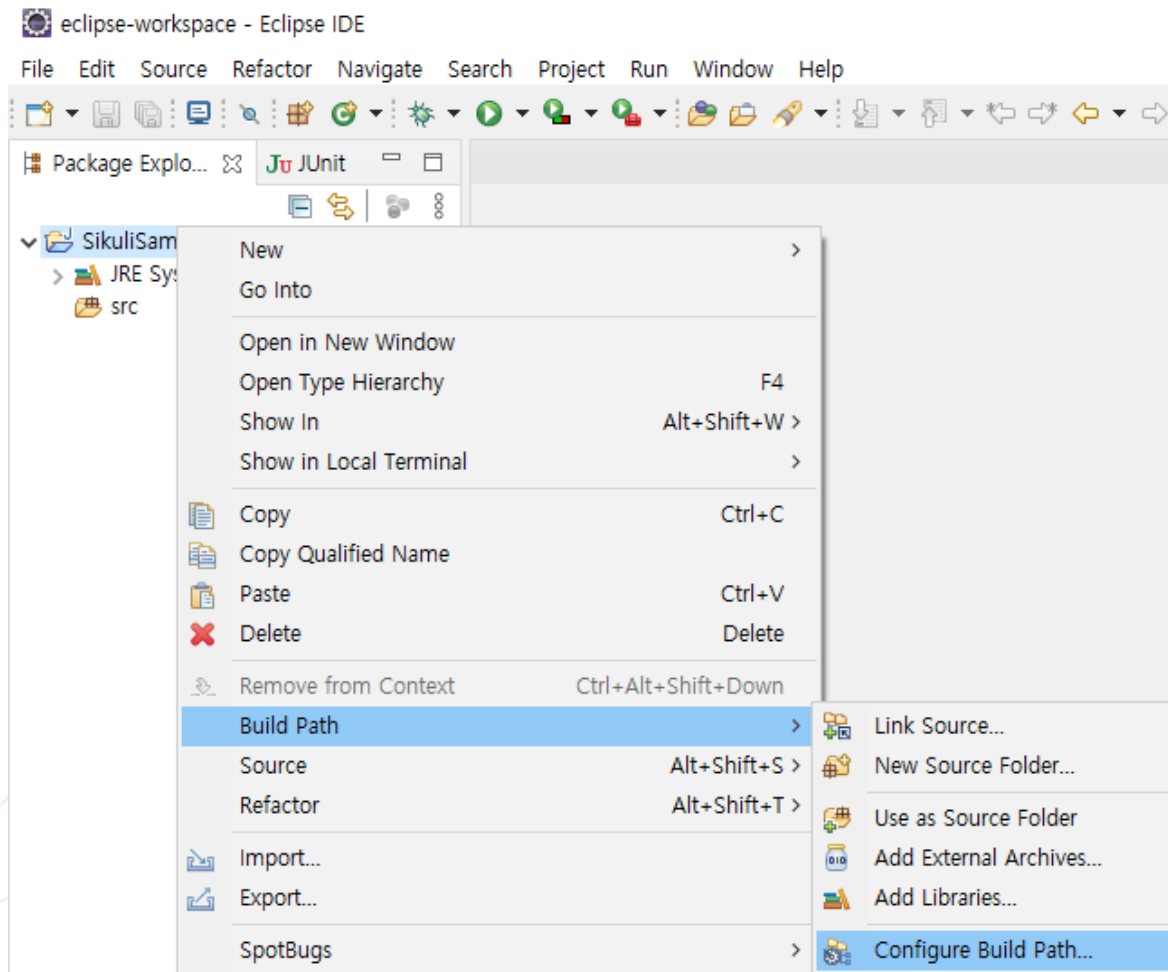 eclipse-workspace - Eclipse IDE
File Edit Source Refactor Navigate Search Project Run Window Help
Package Explo... JU JUnit
SikuliSam
JRE Sys
src
New
Go Into
Open in New Window
Open Type Hierarchy F4
Show In Alt+Shift+W >
Show in Local Terminal
Copy Ctrl+C
Copy Qualified Name
Paste Ctrl+V
Delete Delete
Remove from Context Ctrl+Alt+Shift+Down
Build Path
Source Alt+Shift+S >
Refactor Alt+Shift+T >
Import...
Export...
SpotBugs
Link Source...
New Source Folder...
Use as Source Folder
010 Add External Archives...
Add Libraries...
Configure Build Path...